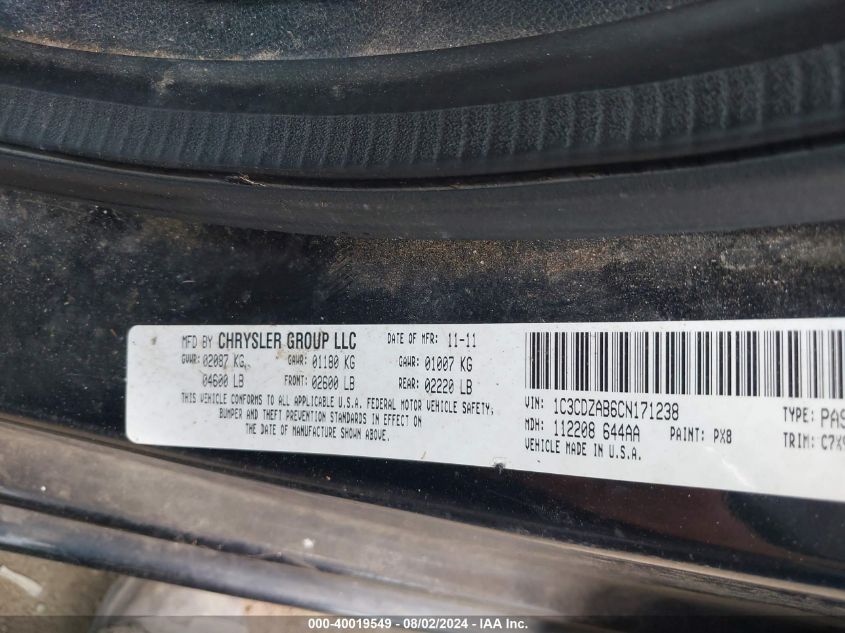 MFD BY CHRYSLER GROUP LLC DATE OF MFR: 11-11
GVWR: 02087 KG. GAWR: 01180 KG GAWR: 01007 KG
04600 LB FRONT: 02600 LB REAR: 02220 LB
THIS VEHICLE CONFORMS TO ALL APPLICABLE U.S.A. FEDERAL MOTOR VEHICLE SAFETY,
BUMPER AND THEFT PREVENTION STANDARDS IN EFFECT ON
THE DATE OF MANUFACTURE SHOWN ABOVE.
VIN: 1C3CDZAB6CN171238 TYPE: PAS
MDH: 112208 644AA PAINT: PX8 TRIM: C7X9
VEHICLE MADE IN U.S.A.
000-40019549 - 08/02/2024 - IAA Inc.